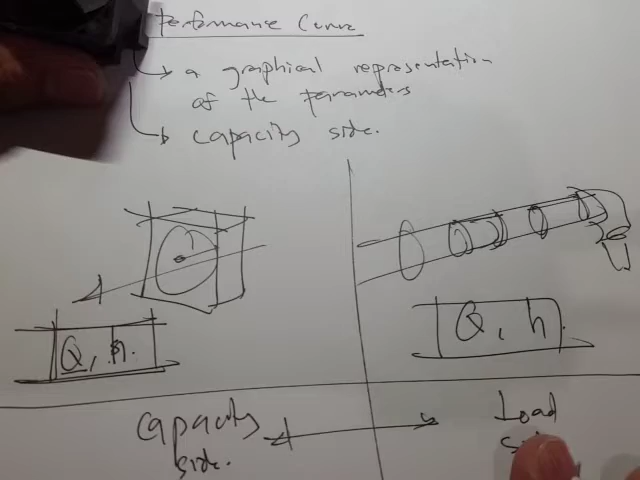 Performance Curve
a graphical representation
of the parameters
capacity side.
Q, h.
Q, h.
Capacity
side.
Load